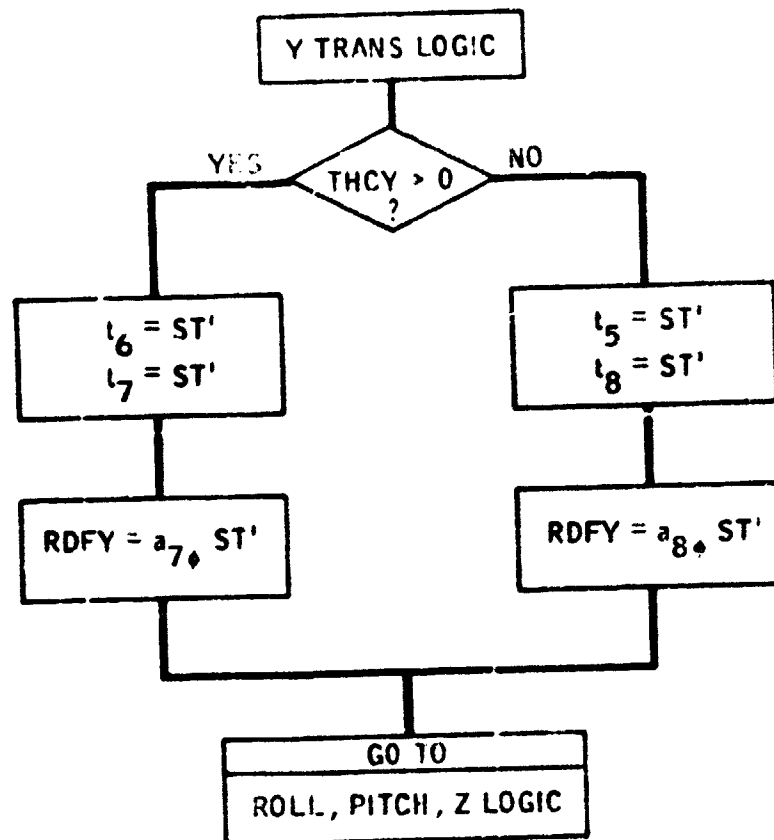 Y TRANS LOGIC
YES
THCY > 0
?
NO
t₆ = ST'
t₇ = ST'
t₅ = ST'
t₈ = ST'
RDFY = a₇ϕ ST'
RDFY = a₈ϕ ST'
GO TO
ROLL, PITCH, Z LOGIC